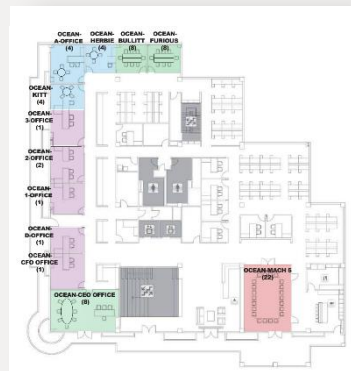 OCEAN-
A-OFFICE
(4)
OCEAN-
HERBIE
(4)
OCEAN-
BULLITT
(8)
OCEAN-
FURIOUS
(8)
OCEAN-
KITT
(4)
OCEAN-
3-OFFICE
(1)
OCEAN-
2-OFFICE
(2)
OCEAN-
1-OFFICE
(1)
OCEAN-
D-OFFICE
(1)
OCEAN-
CFO OFFICE
(1)
OCEAN-CEO OFFICE
(8)
OCEAN-MACH 5
(22)